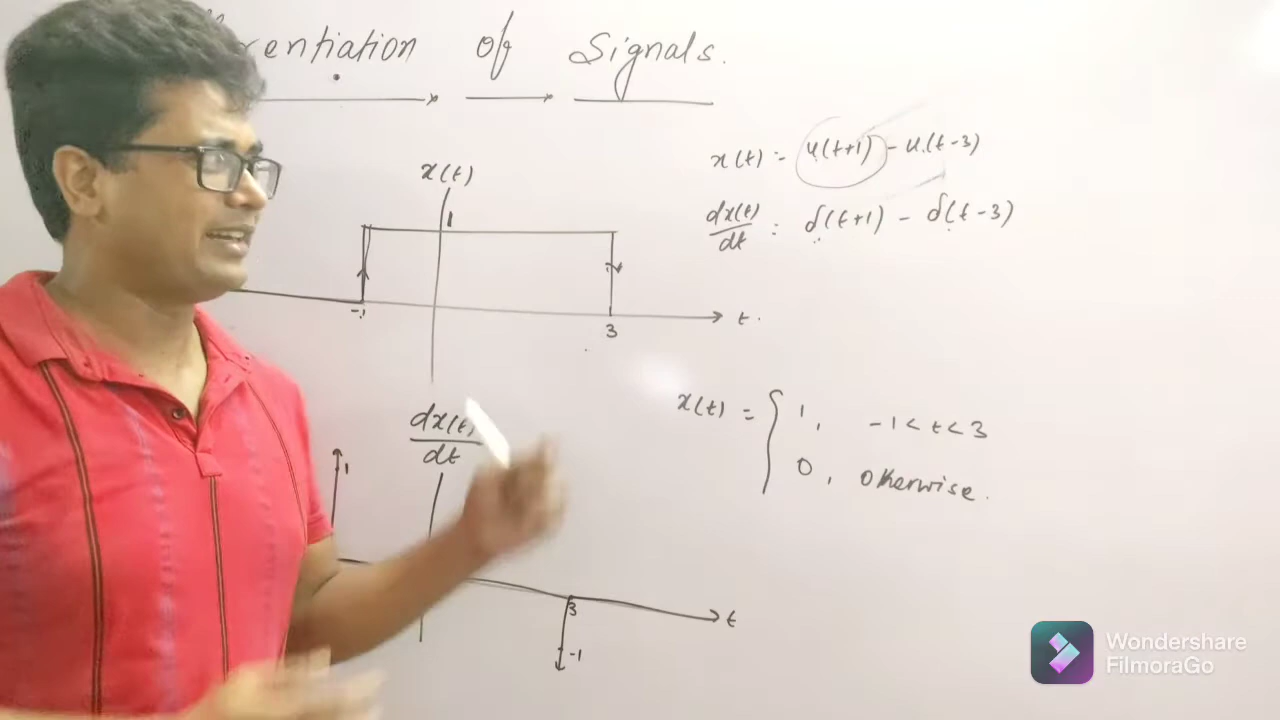 rentiation of Signals.
x(t)
1
-1
3
t.
x(t) = u(t+1) - u(t-3)
dx(t)/dt = δ(t+1) - δ(t-3)
x(t) = { 1, -1 < t < 3
0, otherwise.
dx(t)/dt
1
3
-1
t
Wondershare
FilmoraGo